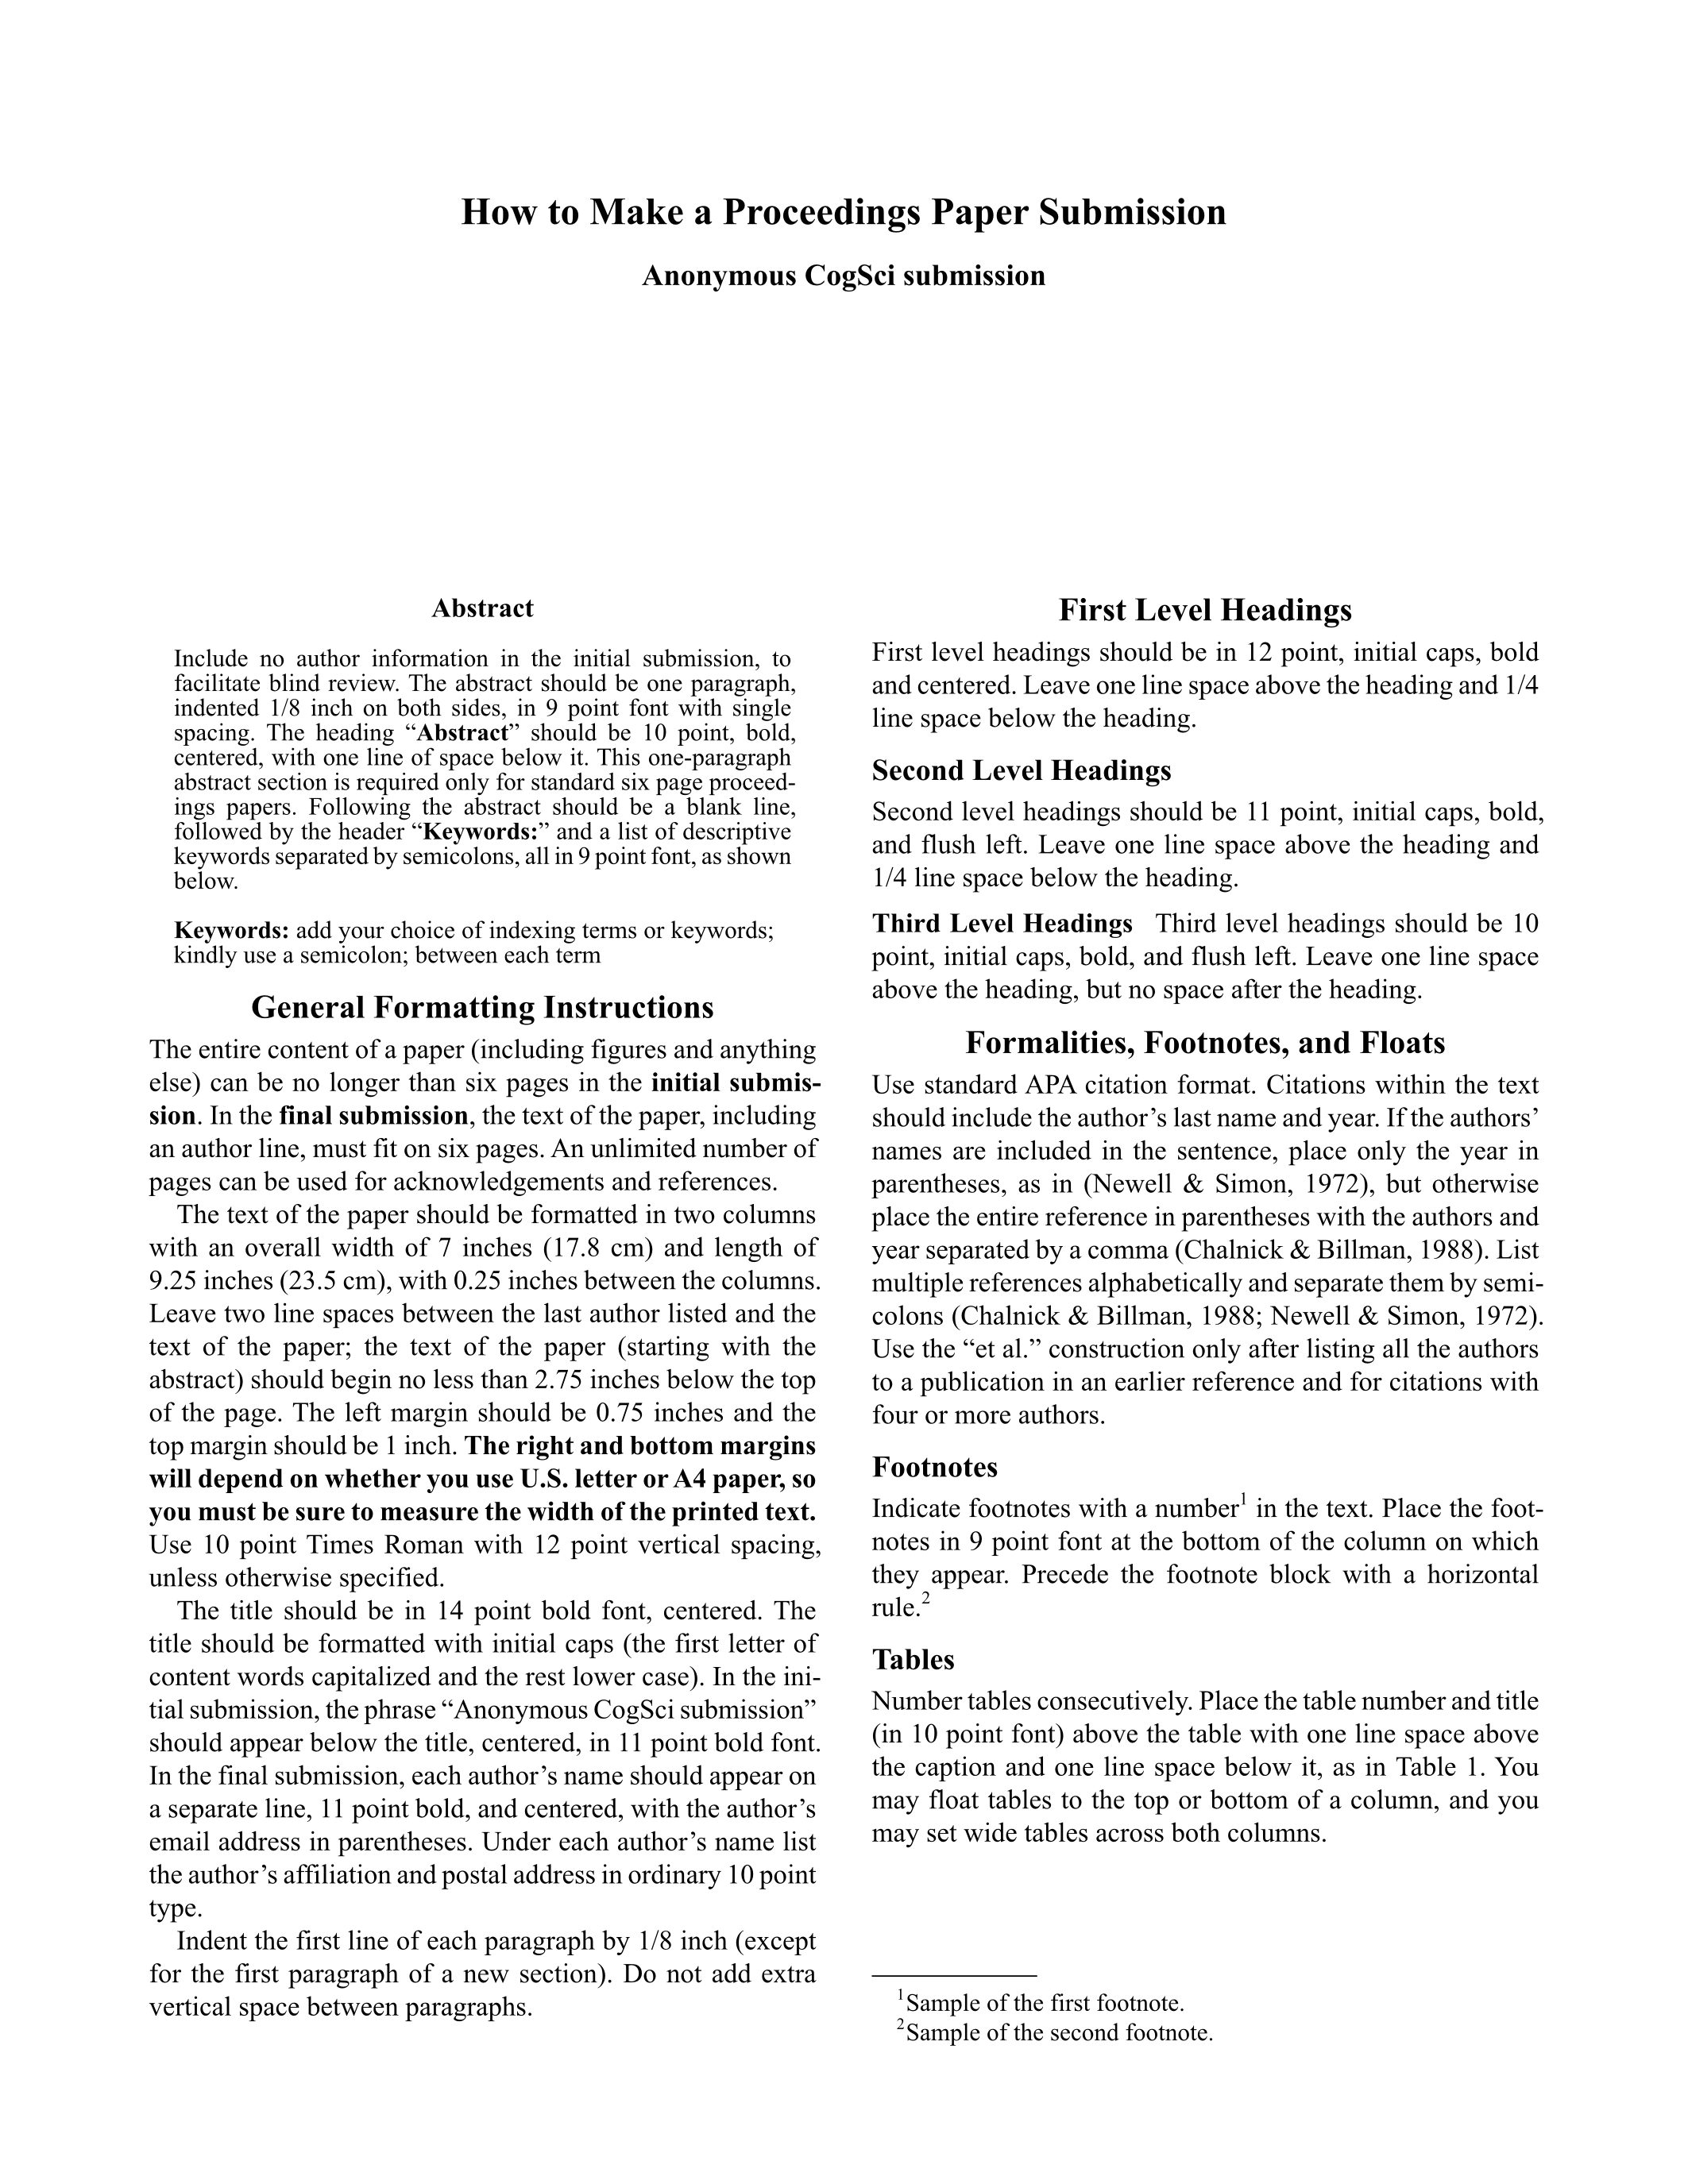 How to Make a Proceedings Paper Submission
Anonymous CogSci submission
Abstract
Include no author information in the initial submission, to
facilitate blind review. The abstract should be one paragraph,
indented 1/8 inch on both sides, in 9 point font with single
spacing. The heading “Abstract” should be 10 point, bold,
centered, with one line of space below it. This one-paragraph
abstract section is required only for standard six page proceed-
ings papers. Following the abstract should be a blank line,
followed by the header “Keywords:” and a list of descriptive
keywords separated by semicolons, all in 9 point font, as shown
below.
Keywords: add your choice of indexing terms or keywords;
kindly use a semicolon; between each term
General Formatting Instructions
The entire content of a paper (including figures and anything
else) can be no longer than six pages in the initial submis-
sion. In the final submission, the text of the paper, including
an author line, must fit on six pages. An unlimited number of
pages can be used for acknowledgements and references.
The text of the paper should be formatted in two columns
with an overall width of 7 inches (17.8 cm) and length of
9.25 inches (23.5 cm), with 0.25 inches between the columns.
Leave two line spaces between the last author listed and the
text of the paper; the text of the paper (starting with the
abstract) should begin no less than 2.75 inches below the top
of the page. The left margin should be 0.75 inches and the
top margin should be 1 inch. The right and bottom margins
will depend on whether you use U.S. letter or A4 paper, so
you must be sure to measure the width of the printed text.
Use 10 point Times Roman with 12 point vertical spacing,
unless otherwise specified.
The title should be in 14 point bold font, centered. The
title should be formatted with initial caps (the first letter of
content words capitalized and the rest lower case). In the ini-
tial submission, the phrase “Anonymous CogSci submission”
should appear below the title, centered, in 11 point bold font.
In the final submission, each author’s name should appear on
a separate line, 11 point bold, and centered, with the author’s
email address in parentheses. Under each author’s name list
the author’s affiliation and postal address in ordinary 10 point
type.
Indent the first line of each paragraph by 1/8 inch (except
for the first paragraph of a new section). Do not add extra
vertical space between paragraphs.
First Level Headings
First level headings should be in 12 point, initial caps, bold
and centered. Leave one line space above the heading and 1/4
line space below the heading.
Second Level Headings
Second level headings should be 11 point, initial caps, bold,
and flush left. Leave one line space above the heading and
1/4 line space below the heading.
Third Level Headings Third level headings should be 10
point, initial caps, bold, and flush left. Leave one line space
above the heading, but no space after the heading.
Formalities, Footnotes, and Floats
Use standard APA citation format. Citations within the text
should include the author’s last name and year. If the authors’
names are included in the sentence, place only the year in
parentheses, as in (Newell & Simon, 1972), but otherwise
place the entire reference in parentheses with the authors and
year separated by a comma (Chalnick & Billman, 1988). List
multiple references alphabetically and separate them by semi-
colons (Chalnick & Billman, 1988; Newell & Simon, 1972).
Use the “et al.” construction only after listing all the authors
to a publication in an earlier reference and for citations with
four or more authors.
Footnotes
Indicate footnotes with a number1 in the text. Place the foot-
notes in 9 point font at the bottom of the column on which
they appear. Precede the footnote block with a horizontal
rule.2
Tables
Number tables consecutively. Place the table number and title
(in 10 point font) above the table with one line space above
the caption and one line space below it, as in Table 1. You
may float tables to the top or bottom of a column, and you
may set wide tables across both columns.
1Sample of the first footnote.
2Sample of the second footnote.